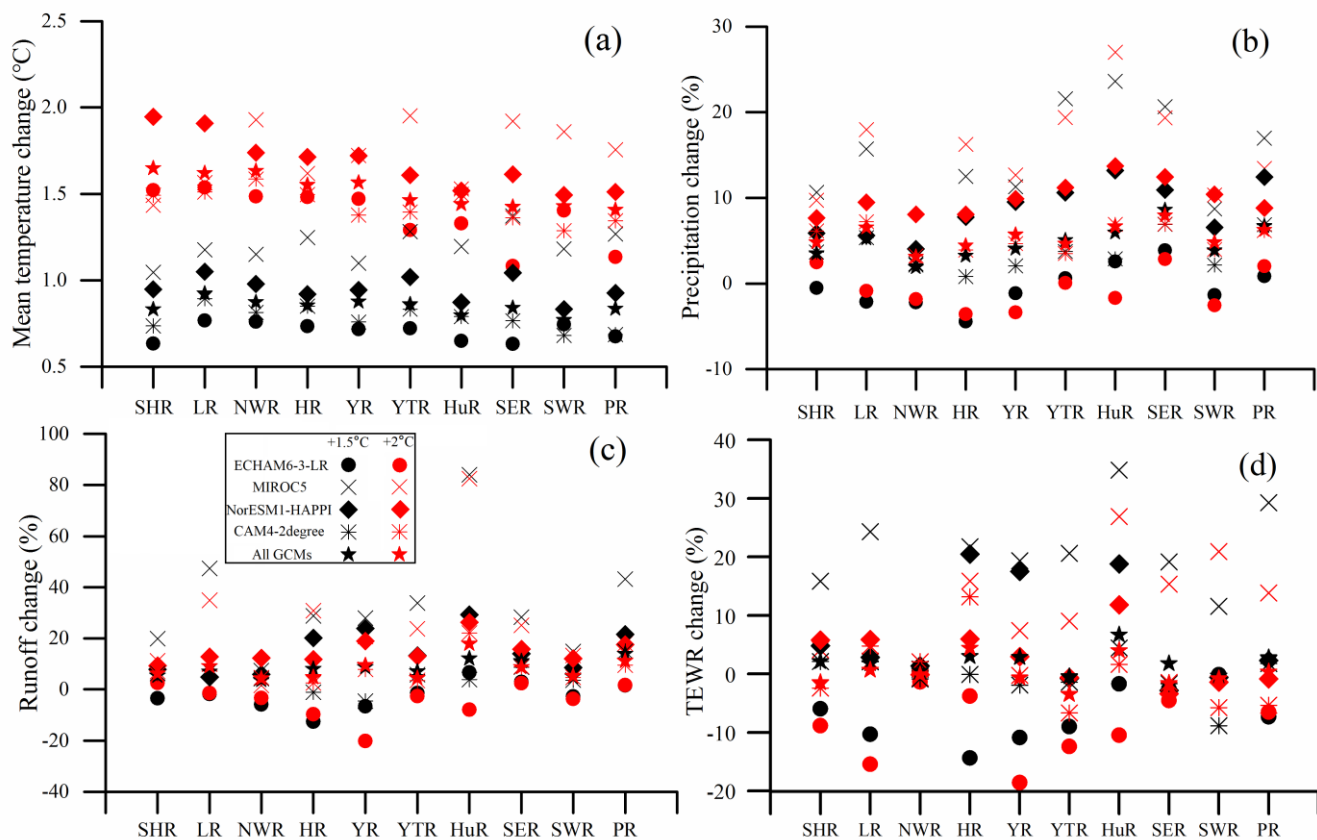 (a)
Mean temperature change (℃)
2.5
2.0
1.5
1.0
0.5
SHR LR NWR HR YR YTR HuR SER SWR PR
(b)
Precipitation change (%)
30
20
10
0
-10
SHR LR NWR HR YR YTR HuR SER SWR PR
(c)
Runoff change (%)
100
80
60
40
20
0
-20
-40
+1.5°C +2°C
ECHAM6-3-LR
MIROC5
NorESM1-HAPPI
CAM4-2degree
All GCMs
SHR LR NWR HR YR YTR HuR SER SWR PR
(d)
TEWR change (%)
40
30
20
10
0
-10
-20
SHR LR NWR HR YR YTR HuR SER SWR PR